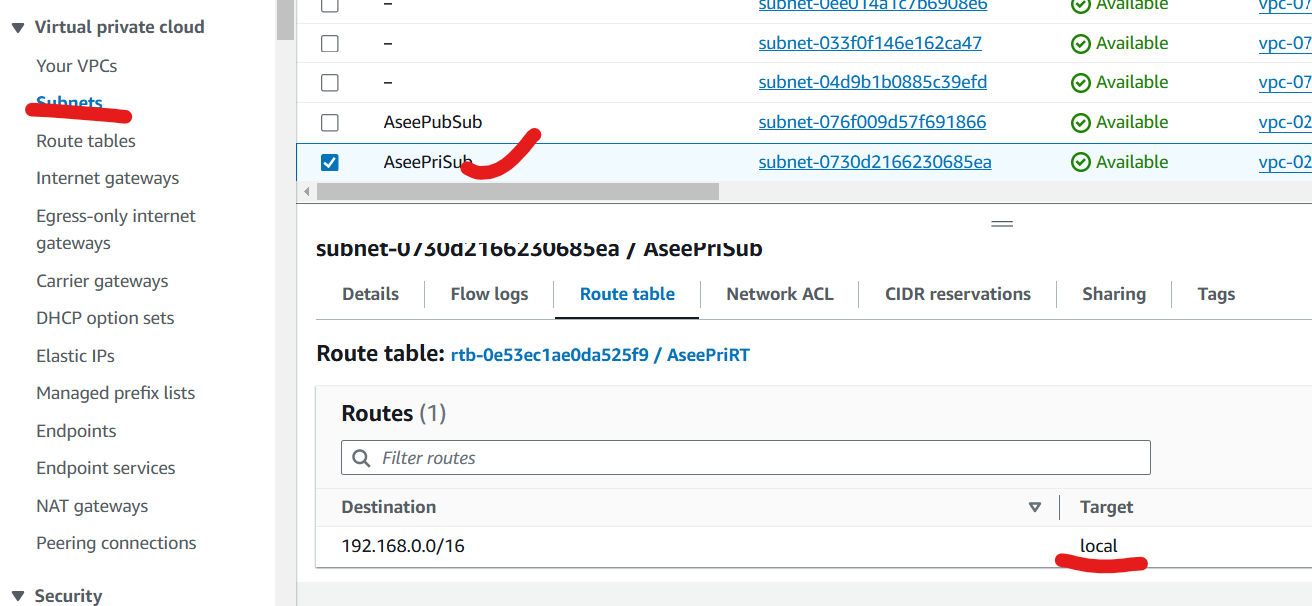 Virtual private cloud
Your VPCs
Subnets
Route tables
Internet gateways
Egress-only internet
gateways
Carrier gateways
DHCP option sets
Elastic IPs
Managed prefix lists
Endpoints
Endpoint services
NAT gateways
Peering connections
Security
– subnet-0ee014a1c7b6908e6 Available vpc-07
– subnet-033f0f146e162ca47 Available vpc-07
– subnet-04d9b1b0885c39efd Available vpc-07
AseePubSub subnet-076f009d57f691866 Available vpc-02
AseePriSub subnet-0730d2166230685ea Available vpc-02
subnet-0730d2166230685ea / AseePriSub
Details Flow logs Route table Network ACL CIDR reservations Sharing Tags
Route table: rtb-0e53ec1ae0da525f9 / AseePriRT
Routes (1)
Filter routes
Destination Target
192.168.0.0/16 local